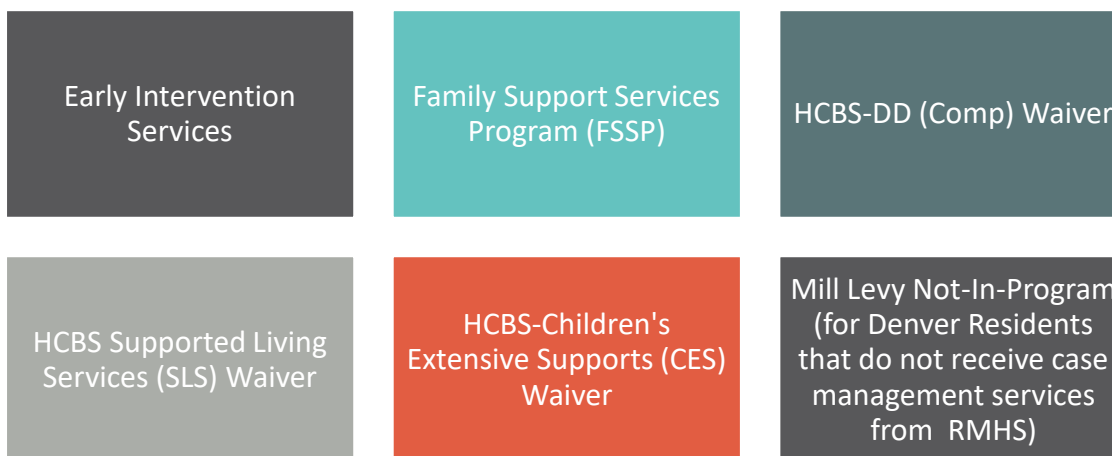 Early Intervention
Services
Family Support Services
Program (FSSP)
HCBS-DD (Comp) Waiver
HCBS Supported Living
Services (SLS) Waiver
HCBS-Children's
Extensive Supports (CES)
Waiver
Mill Levy Not-In-Program
(for Denver Residents
that do not receive case
management services
from  RMHS)